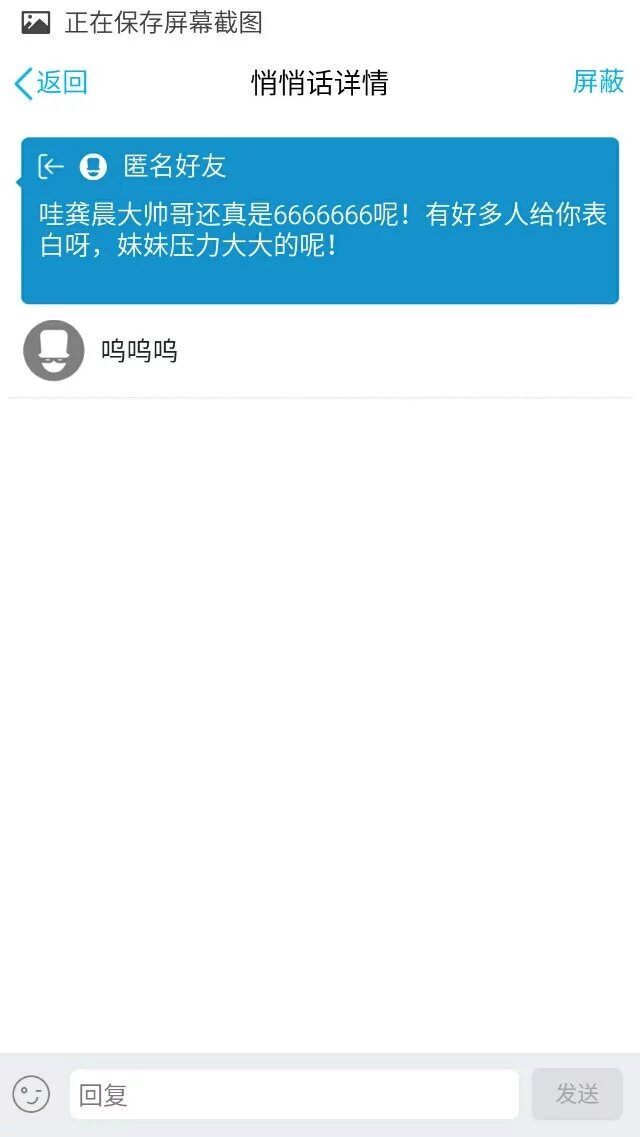 正在保存屏幕截图
返回 悄悄话详情 屏蔽
匿名好友
哇龚晨大帅哥还真是6666666呢！有好多人给你表
白呀，妹妹压力大大的呢！
呜呜呜
回复 发送